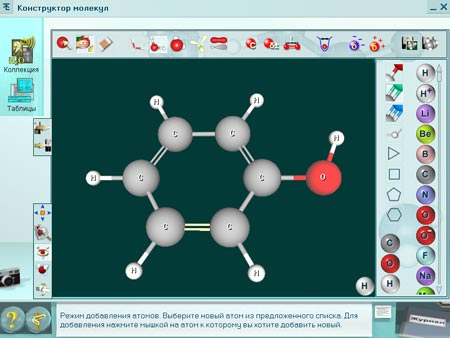 Конструктор молекул
Коллекция
Таблицы
H
H
C
C
H
H
C
C
O
C
C
H
H
H
H⁺
Li
Be
B
C
N
O
O⁻
F
Na
C
O
H
H
Режим добавления атомов. Выберите новый атом из предложенного списка. Для
добавления нажмите мышкой на атом к которому вы хотите добавить новый.
Журнал